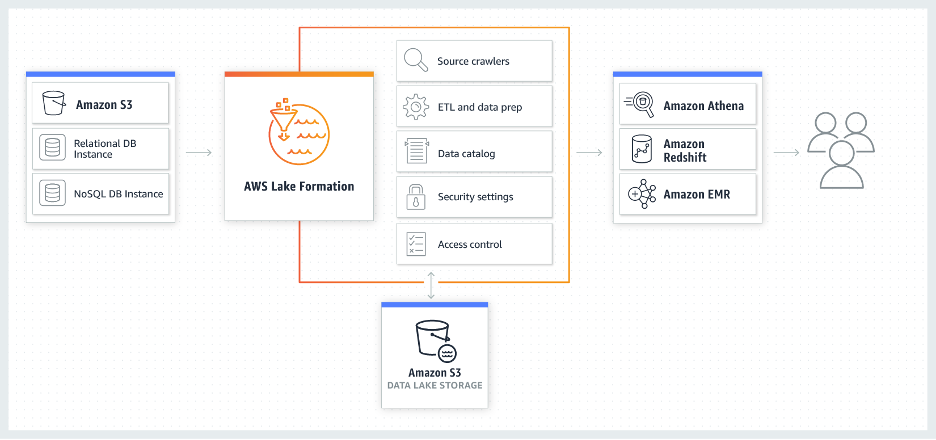 Amazon S3
Relational DB
Instance
NoSQL DB Instance
AWS Lake Formation
Source crawlers
ETL and data prep
Data catalog
Security settings
Access control
Amazon S3
DATA LAKE STORAGE
Amazon Athena
Amazon
Redshift
Amazon EMR